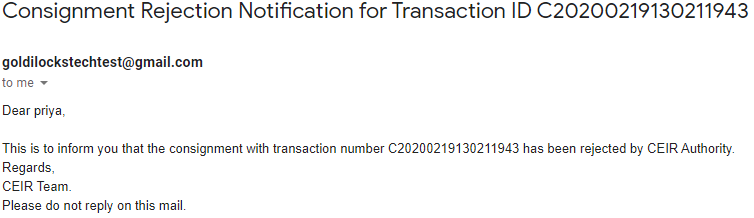 Consignment Rejection Notification for Transaction ID C20200219130211943
goldilockstechtest@gmail.com
to me
Dear priya,
This is to inform you that the consignment with transaction number C20200219130211943 has been rejected by CEIR Authority.
Regards,
CEIR Team.
Please do not reply on this mail.